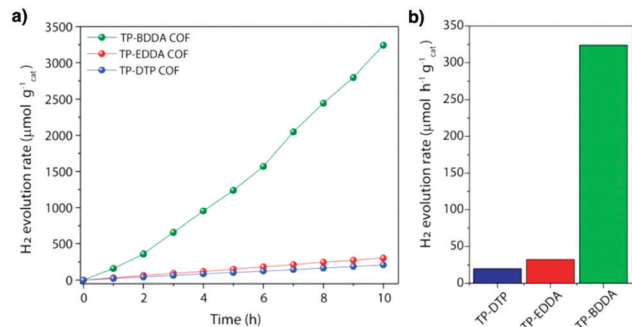 a)
H2 evolution rate (μmol g⁻¹cat)
3500
3000
2500
2000
1500
1000
500
0
TP-BDDA COF
TP-EDDA COF
TP-DTP COF
0 2 4 6 8 10
Time (h)
b)
H2 evolution rate (μmol h⁻¹ g⁻¹cat)
350
300
250
200
150
100
50
0
TP-DTP
TP-EDDA
TP-BDDA